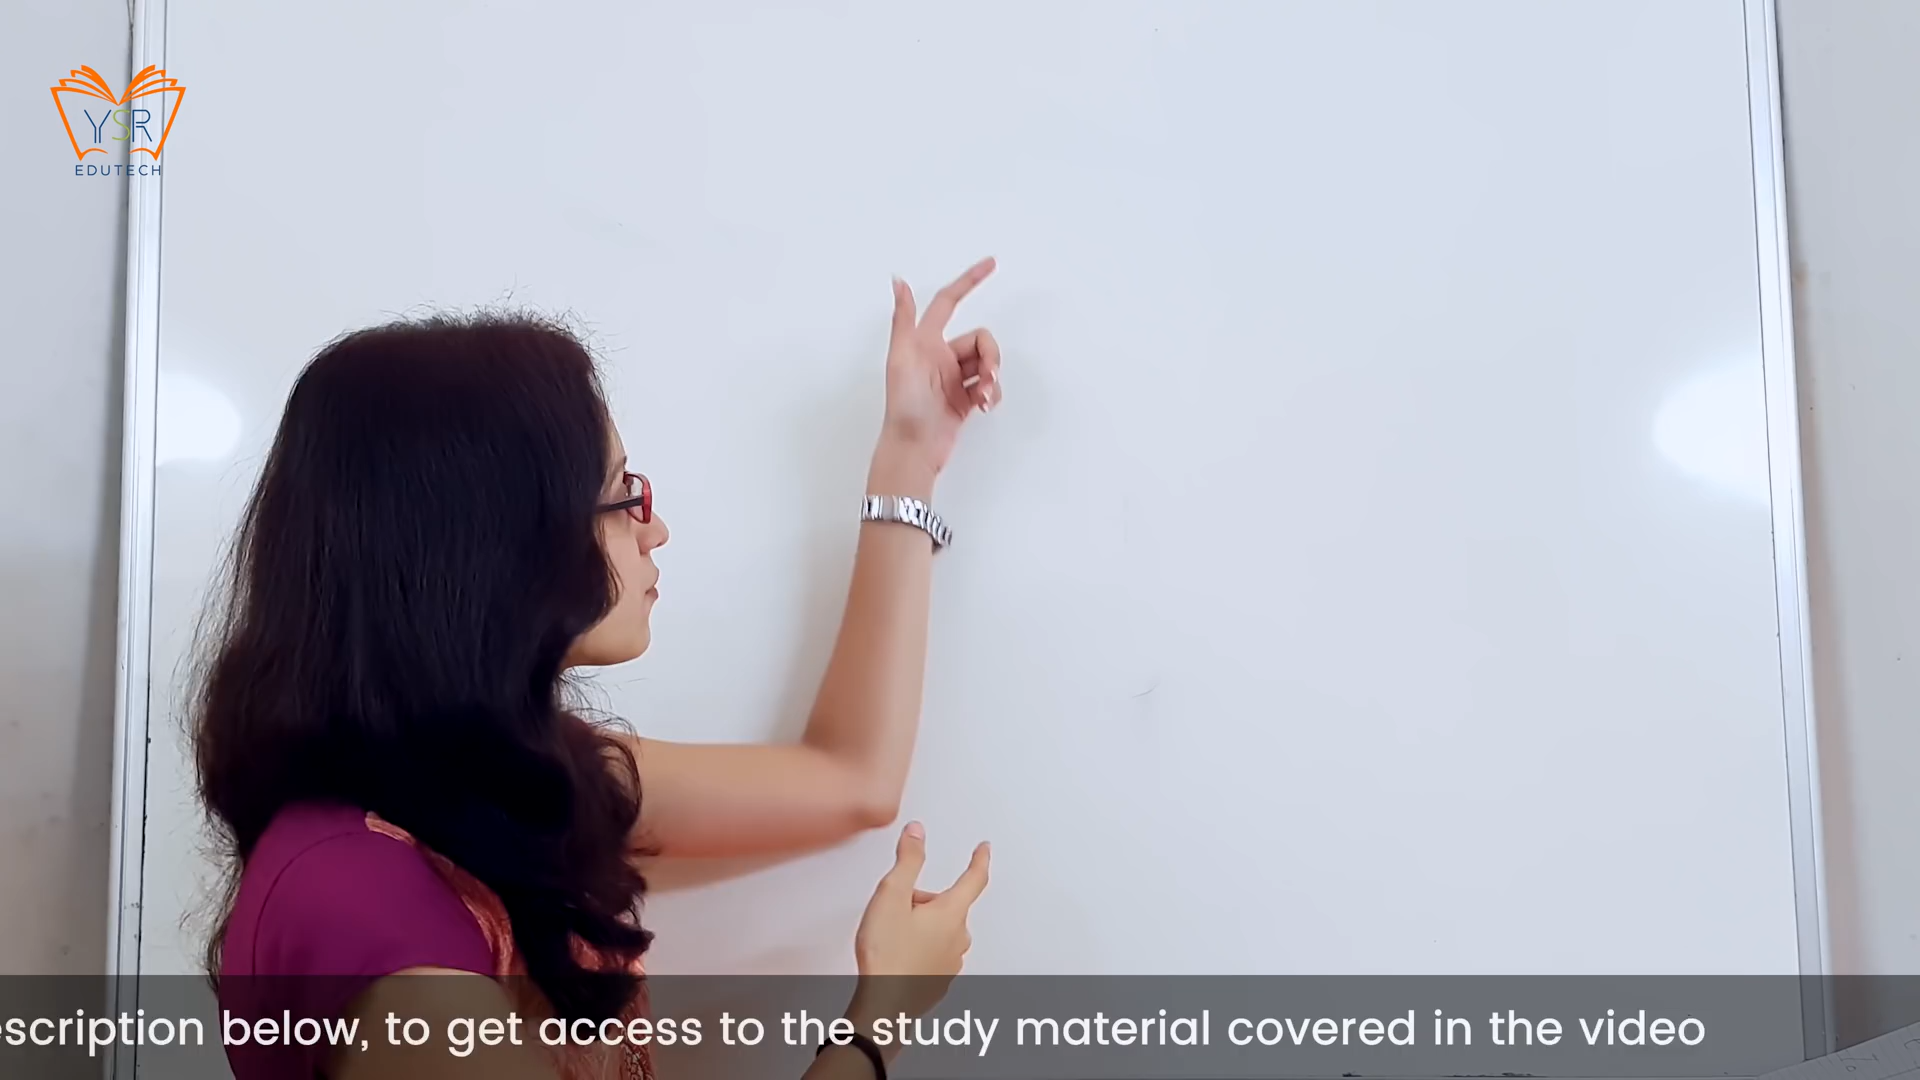 YSR
EDUTECH
escription below, to get access to the study material covered in the video